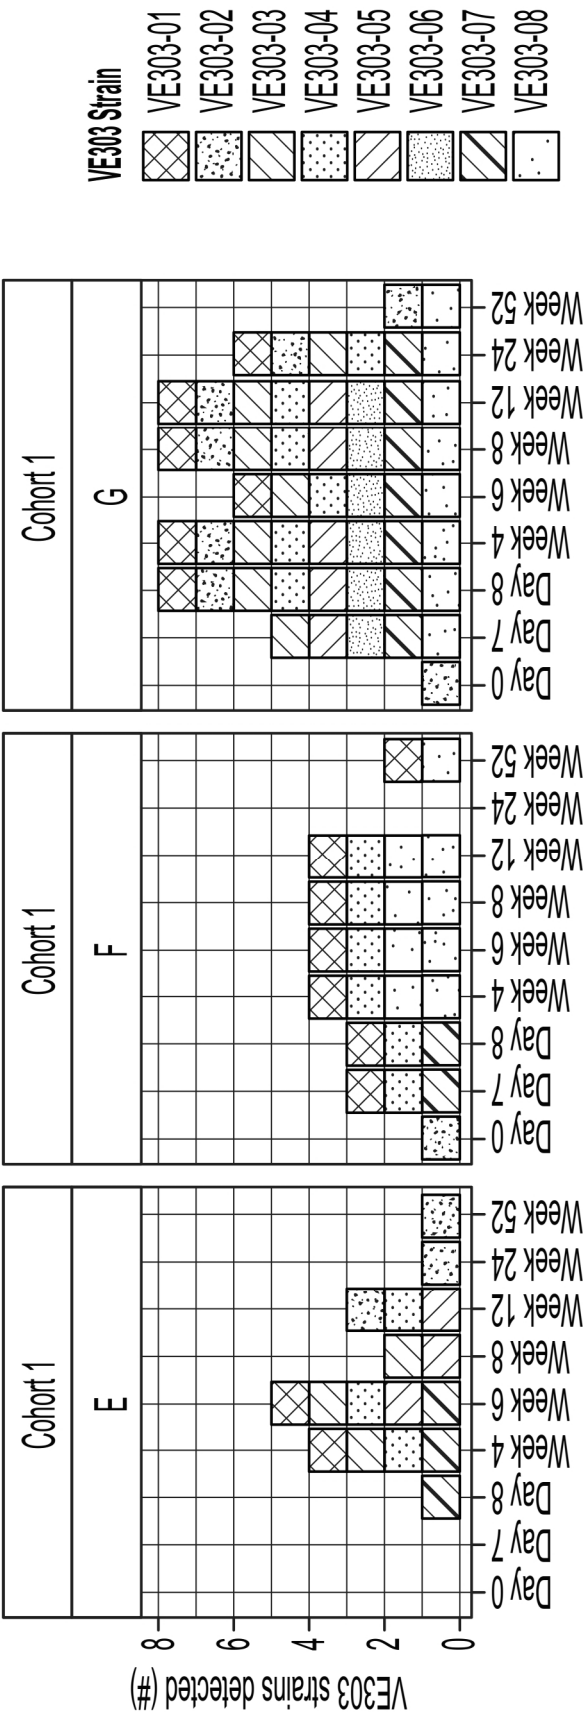 Cohort 1
E
Cohort 1
F
Cohort 1
G
VE303 strains detected (#)
8
6
4
2
0
Day 0
Day 7
Day 8
Week 4
Week 6
Week 8
Week 12
Week 24
Week 52
Day 0
Day 7
Day 8
Week 4
Week 6
Week 8
Week 12
Week 24
Week 52
Day 0
Day 7
Day 8
Week 4
Week 6
Week 8
Week 12
Week 24
Week 52
VE303 Strain
VE303-01
VE303-02
VE303-03
VE303-04
VE303-05
VE303-06
VE303-07
VE303-08